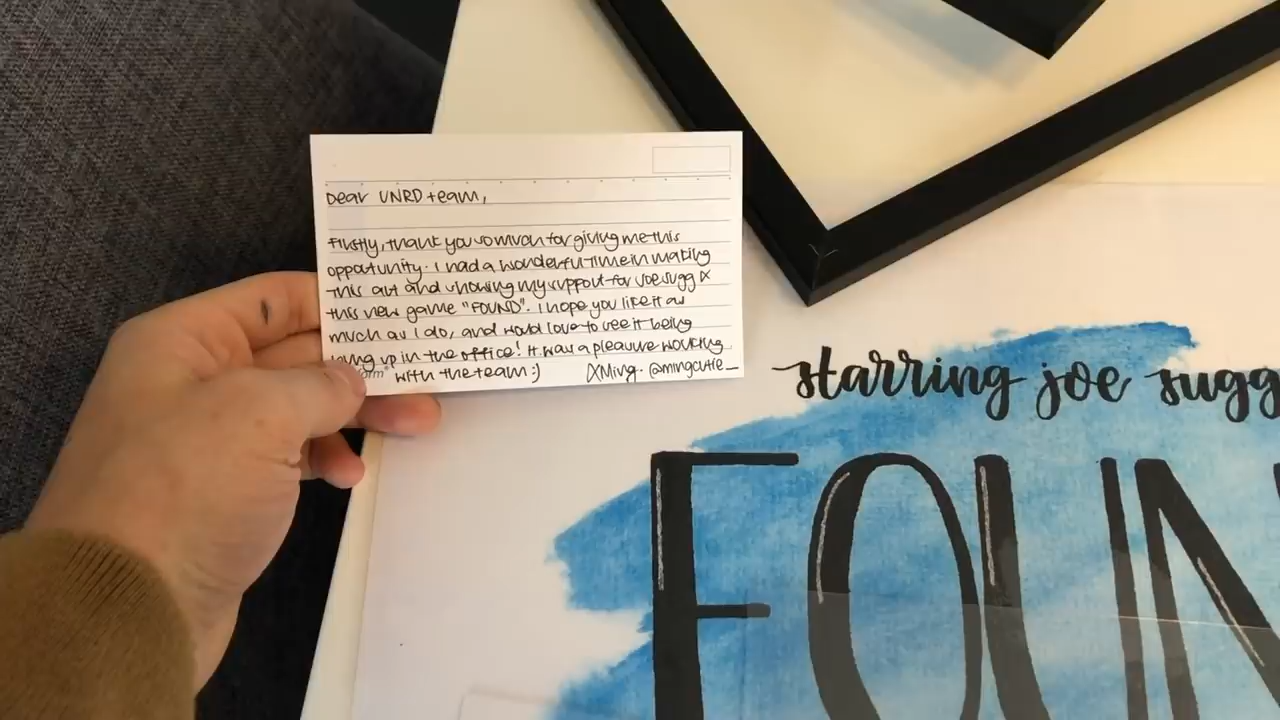 Dear UNRD team,
Firstly, thank you so much for giving me this
opportunity. I had a wonderful time in making
this art and showing my support for Joe Sugg &
this new game "FOUND". I hope you like it as
much as I do, and would love to see it being
hung up in the office! It was a pleasure working
with the team :) XMing. @mingcutie_
starring joe sugg
FOUN